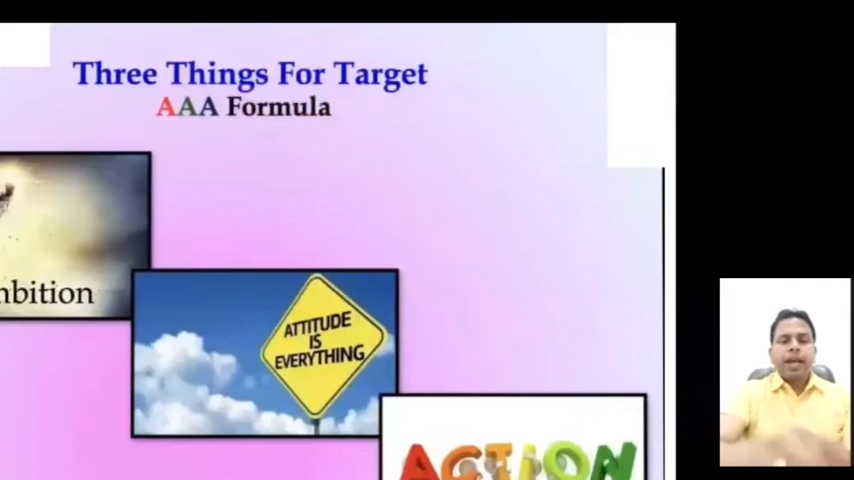 Three Things For Target
AAA Formula
nbition
ATTITUDE
IS
EVERYTHING
ACTION